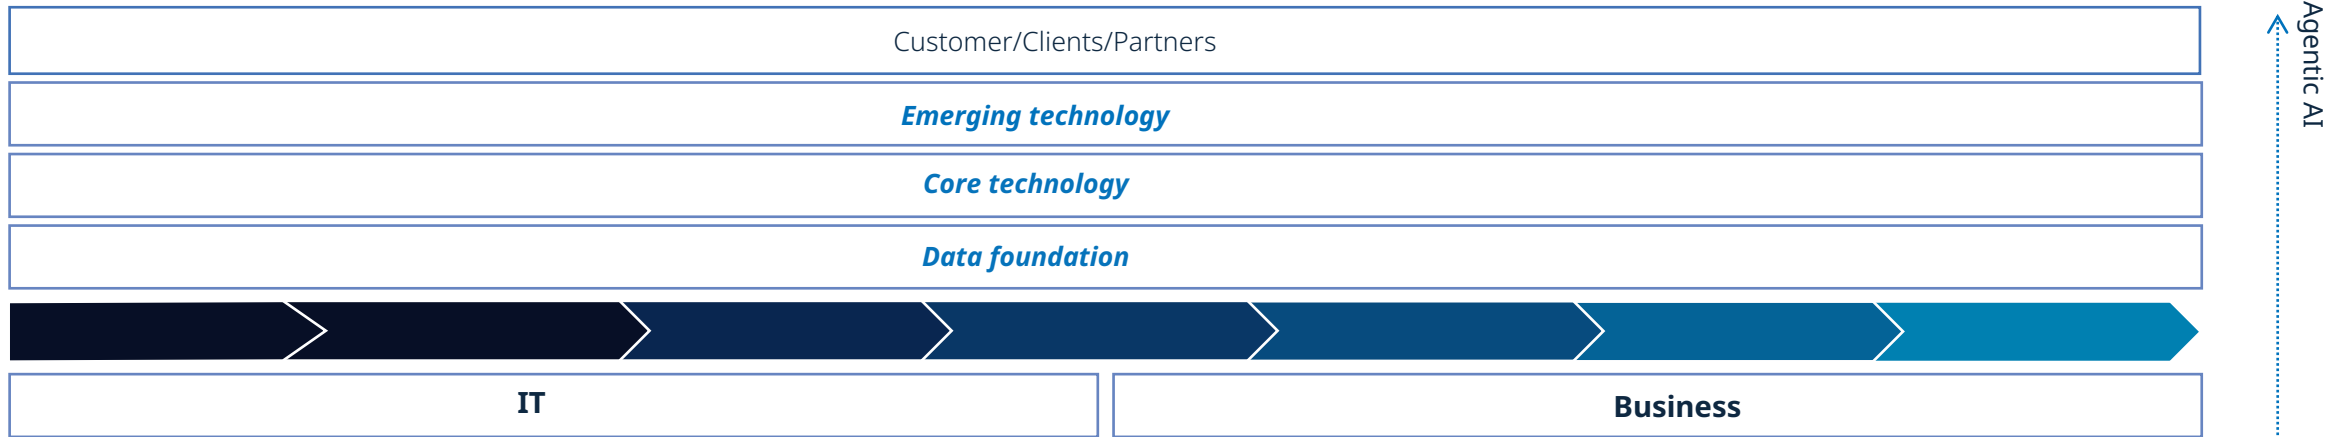 Customer/Clients/Partners
Emerging technology
Core technology
Data foundation
IT
Business
Agentic AI